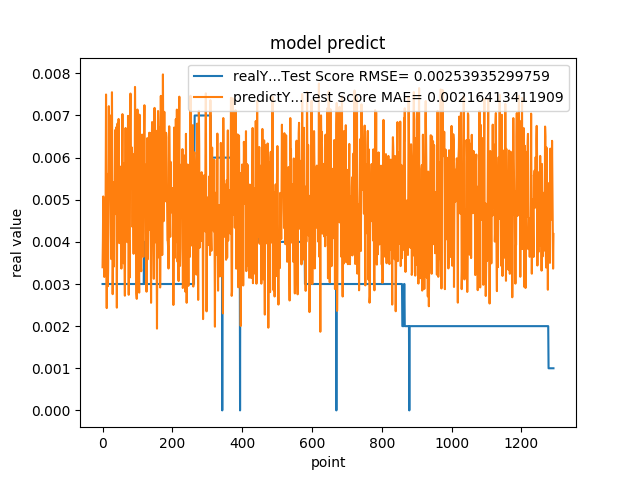 model predict
realY...Test Score RMSE= 0.00253935299759
predictY...Test Score MAE= 0.00216413411909
real value
0.008
0.007
0.006
0.005
0.004
0.003
0.002
0.001
0.000
0 200 400 600 800 1000 1200
point